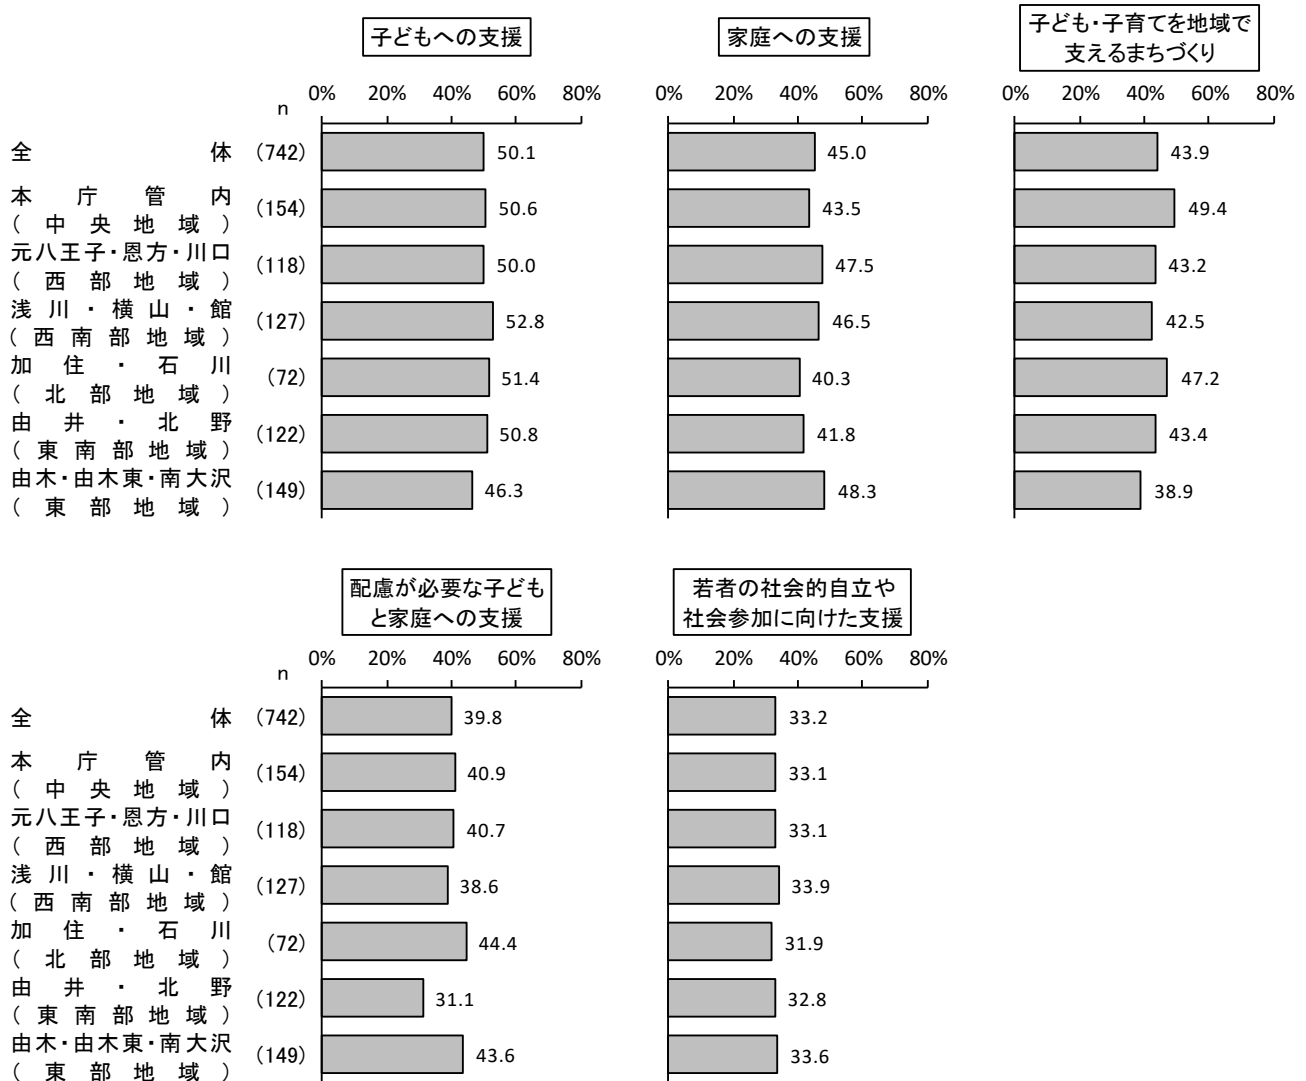 子どもへの支援
家庭への支援
子ども・子育てを地域で
支えるまちづくり
n 0% 20% 40% 60% 80% 0% 20% 40% 60% 80% 0% 20% 40% 60% 80%
全体 (742) 50.1 45.0 43.9
本庁管内
(中央地域) (154) 50.6 43.5 49.4
元八王子・恩方・川口
(西部地域) (118) 50.0 47.5 43.2
浅川・横山・館
(西南部地域) (127) 52.8 46.5 42.5
加住・石川
(北部地域) (72) 51.4 40.3 47.2
由井・北野
(東南部地域) (122) 50.8 41.8 43.4
由木・由木東・南大沢
(東部地域) (149) 46.3 48.3 38.9
配慮が必要な子ども
と家庭への支援
若者の社会的自立や
社会参加に向けた支援
n 0% 20% 40% 60% 80% 0% 20% 40% 60% 80%
全体 (742) 39.8 33.2
本庁管内
(中央地域) (154) 40.9 33.1
元八王子・恩方・川口
(西部地域) (118) 40.7 33.1
浅川・横山・館
(西南部地域) (127) 38.6 33.9
加住・石川
(北部地域) (72) 44.4 31.9
由井・北野
(東南部地域) (122) 31.1 32.8
由木・由木東・南大沢
(東部地域) (149) 43.6 33.6